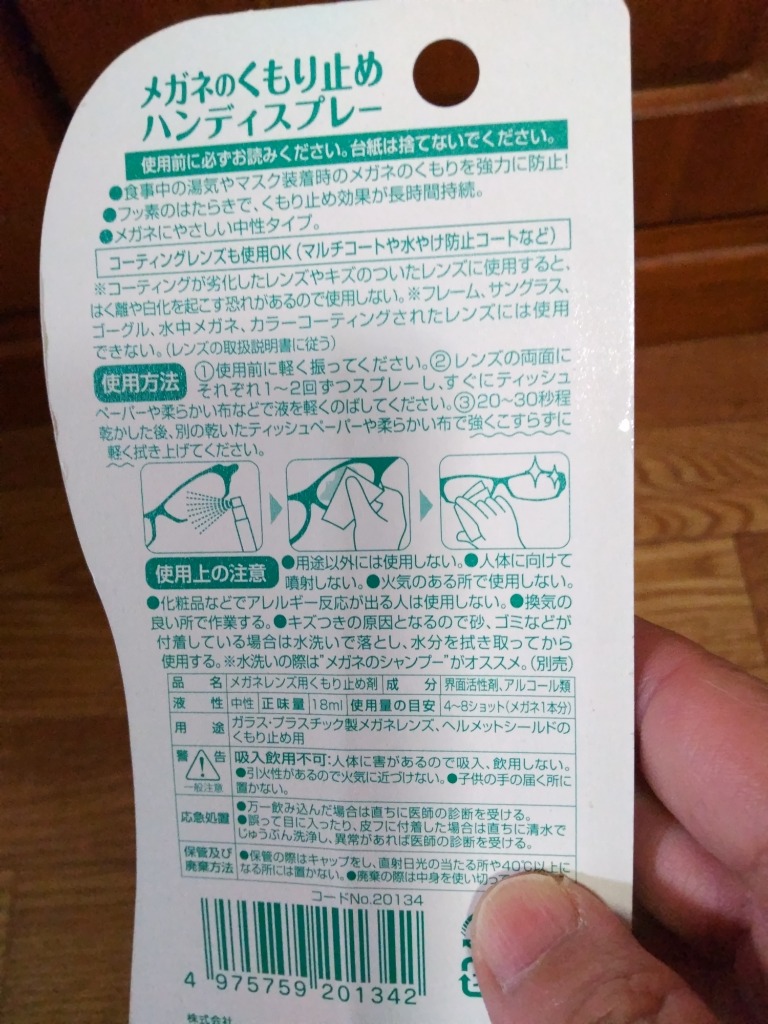 メガネのくもり止め
ハンディスプレー
使用前に必ずお読みください。台紙は捨てないでください。
●食事中の湯気やマスク装着時のメガネのくもりを強力に防止!
●フッ素のはたらきで、くもり止め効果が長時間持続。
●メガネにやさしい中性タイプ。
コーティングレンズも使用OK(マルチコートや水やけ防止コートなど)
※コーティングが劣化したレンズやキズのついたレンズに使用すると、
はく離や白化を起こす恐れがあるので使用しない。※フレーム、サングラス、
ゴーグル、水中メガネ、カラーコーティングされたレンズには使用
できない。(レンズの取扱説明書に従う)
使用方法 ①使用前に軽く振ってください。②レンズの両面に
それぞれ1〜2回ずつスプレーし、すぐにティッシュ
ペーパーや柔らかい布などで液を軽くのばしてください。③20〜30秒程
乾かした後、別の乾いたティッシュペーパーや柔らかい布で強くこすらずに
軽く拭き上げてください。
使用上の注意 ●用途以外には使用しない。●人体に向けて
噴射しない。●火気のある所で使用しない。
●化粧品などでアレルギー反応が出る人は使用しない。●換気の
良い所で作業する。●キズつきの原因となるので砂、ゴミなどが
付着している場合は水洗いで落とし、水分を拭き取ってから
使用する。※水洗いの際は"メガネのシャンプー"がオススメ。(別売)
品名 メガネレンズ用くもり止め剤 成分 界面活性剤、アルコール類
液性 中性 正味量 18ml 使用量の目安 4〜8ショット(メガネ1本分)
用途 ガラス・プラスチック製メガネレンズ、ヘルメットシールドの
くもり止め用
警告 吸入飲用不可:人体に害があるので吸入、飲用しない。
一般注意 ●引火性があるので火気に近づけない。●子供の手の届く所に
置かない。
応急処置 ●万一飲み込んだ場合は直ちに医師の診断を受ける。
●誤って目に入ったり、皮フに付着した場合は直ちに清水で
じゅうぶん洗浄し、異常があれば医師の診断を受ける。
保管及び廃棄方法 ●保管の際はキャップをし、直射日光の当たる所や40℃以上に
なる所には置かない。●廃棄の際は中身を使い切って
コードNo.20134
4 975759 201342
株式会社